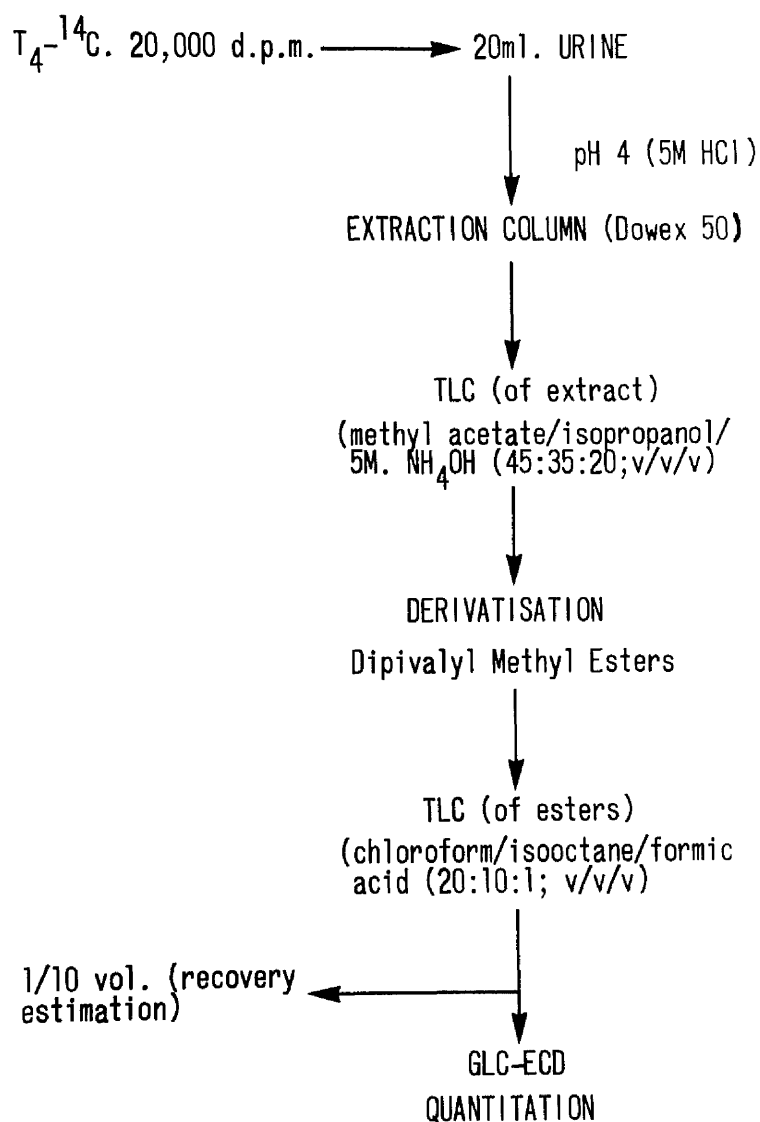 T₄-¹⁴C. 20,000 d.p.m. 20ml. URINE
pH 4 (5M HCl)
EXTRACTION COLUMN (Dowex 50)
TLC (of extract)
(methyl acetate/isopropanol/
5M. NH₄OH (45:35:20;v/v/v)
DERIVATISATION
Dipivalyl Methyl Esters
TLC (of esters)
(chloroform/isooctane/formic
acid (20:10:1; v/v/v)
1/10 vol. (recovery
estimation)
GLC-ECD
QUANTITATION